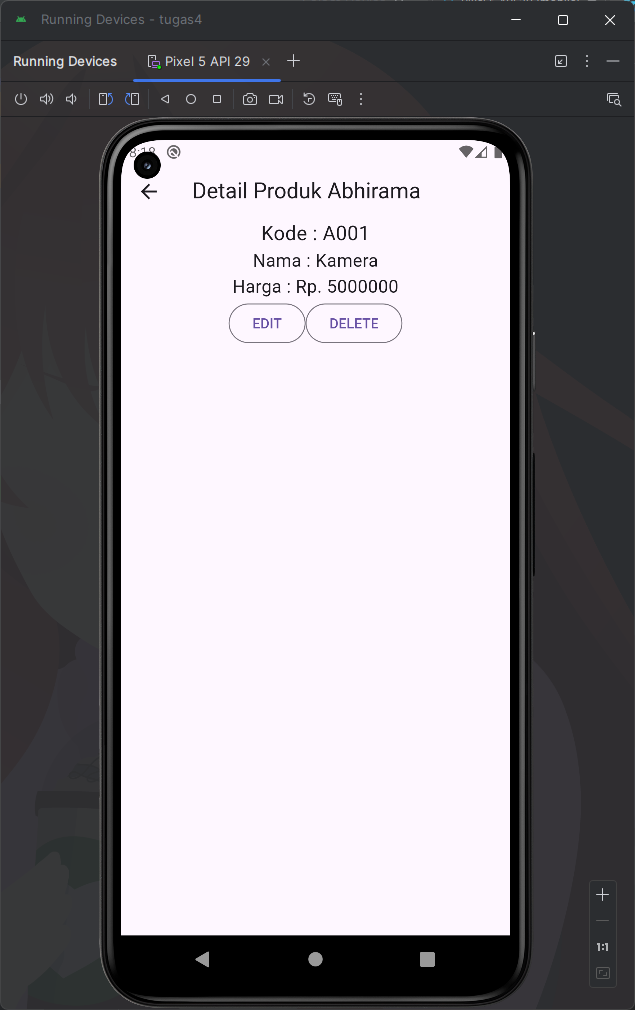 Running Devices - tugas4
Running Devices
Pixel 5 API 29
8:18
Detail Produk Abhirama
Kode : A001
Nama : Kamera
Harga : Rp. 5000000
EDIT
DELETE
1:1